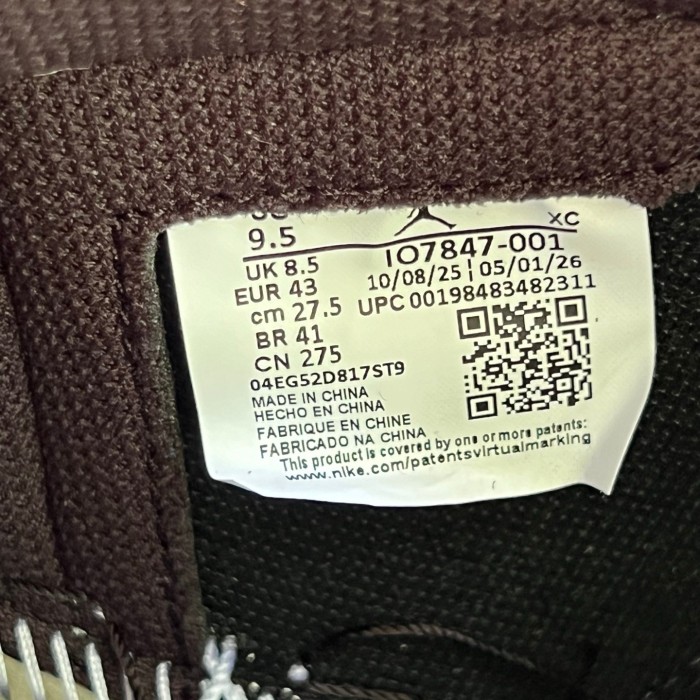 XC
9.5
IO7847-001
UK 8.5
10/08/25 | 05/01/26
EUR 43
UPC 00198483482311
cm 27.5
BR 41
CN 275
04EG52D817ST9
MADE IN CHINA
HECHO EN CHINA
FABRIQUE EN CHINE
FABRICADO NA CHINA
This product is covered by one or more patents:
www.nike.com/patentsvirtualmarking